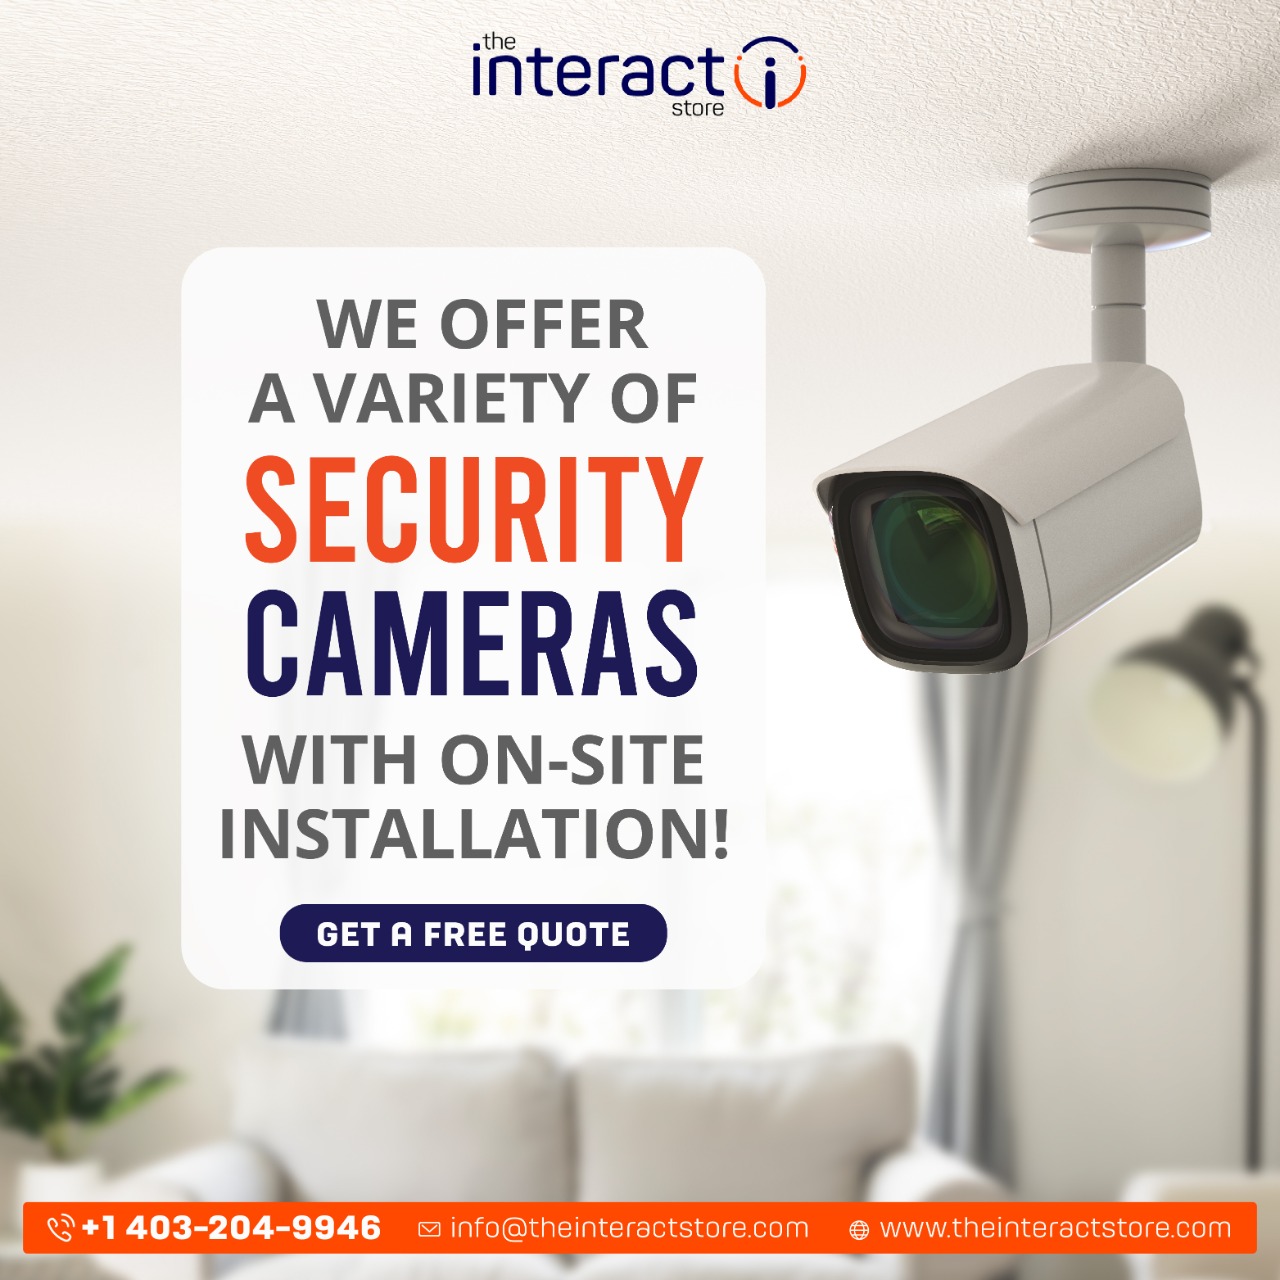 the
interact
store
WE OFFER
A VARIETY OF
SECURITY
CAMERAS
WITH ON-SITE
INSTALLATION!
GET A FREE QUOTE
+1 403-204-9946 info@theinteractstore.com www.theinteractstore.com